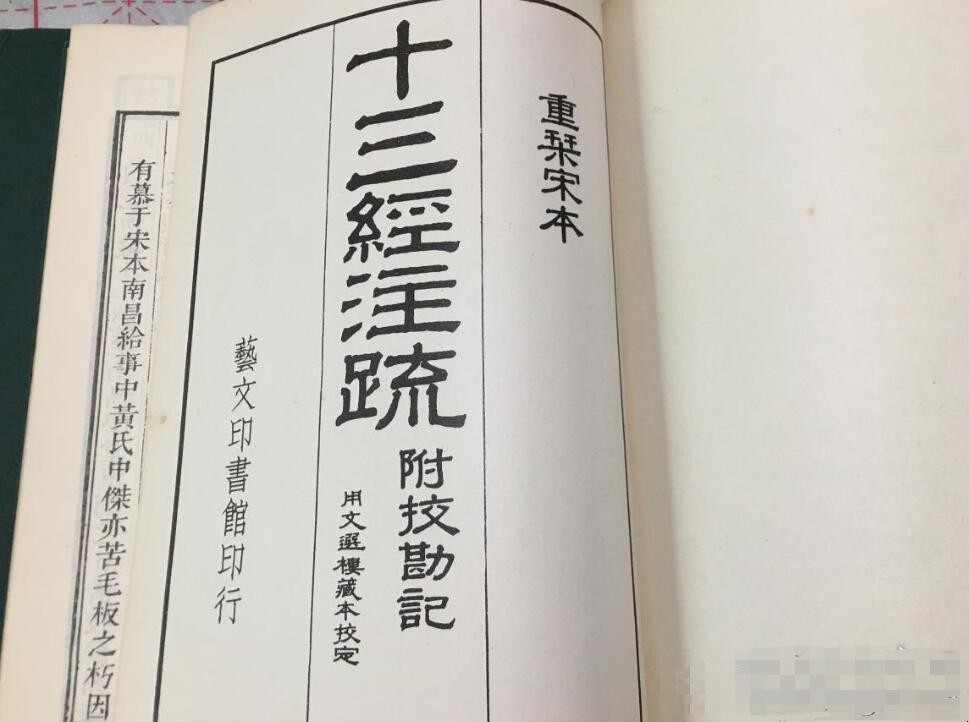 重栞宋本
十三經注疏
附挍勘記
用文選樓藏本挍定
藝文印書館印行
有慕于宋本南昌給事中黃氏中傑亦苦毛板之朽因